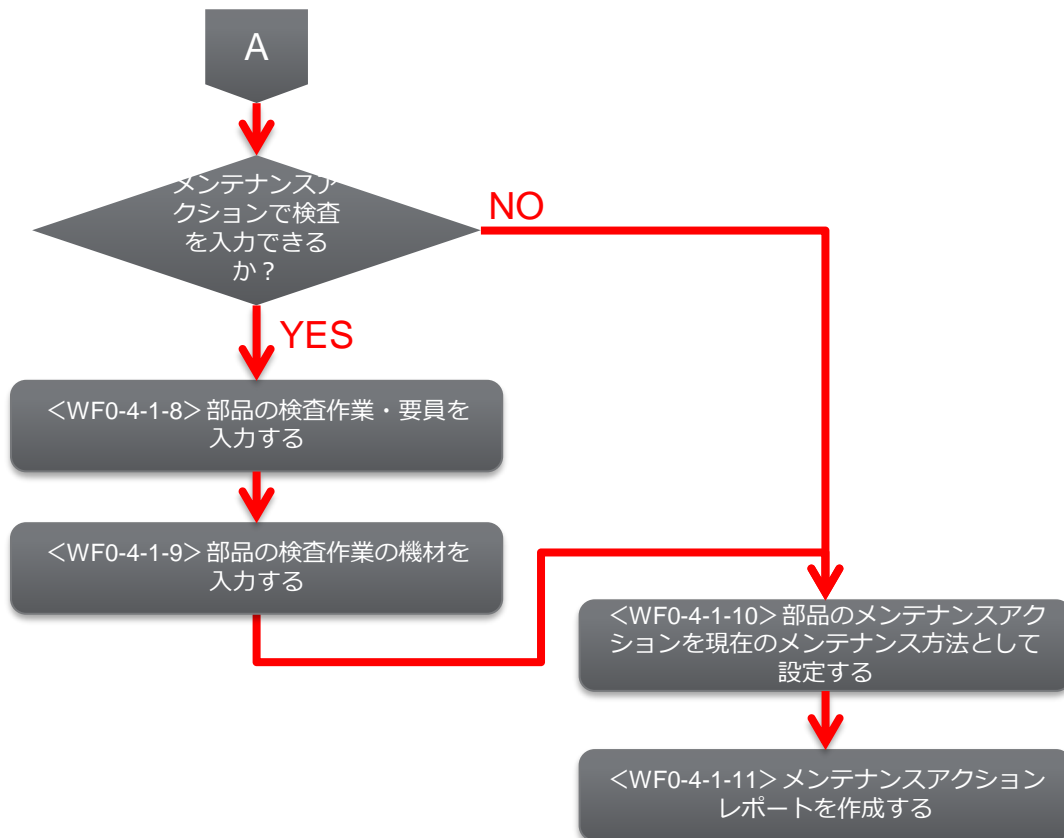 A
メンテナンスア
クションで検査
を入力できる
か？
NO
YES
＜WF0-4-1-8＞部品の検査作業・要員を
入力する
＜WF0-4-1-9＞部品の検査作業の機材を
入力する
＜WF0-4-1-10＞部品のメンテナンスアク
ションを現在のメンテナンス方法として
設定する
＜WF0-4-1-11＞メンテナンスアクション
レポートを作成する